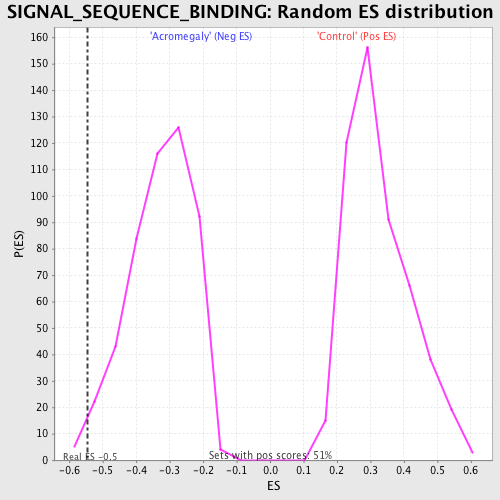 SIGNAL_SEQUENCE_BINDING: Random ES distribution
'Acromegaly' (Neg ES)
'Control' (Pos ES)
160
150
140
130
120
110
100
90
80
70
60
50
40
30
20
10
0
P(ES)
Real ES -0.5
Sets with pos scores: 51%
-0.6 -0.5 -0.4 -0.3 -0.2 -0.1 0.0 0.1 0.2 0.3 0.4 0.5 0.6
ES